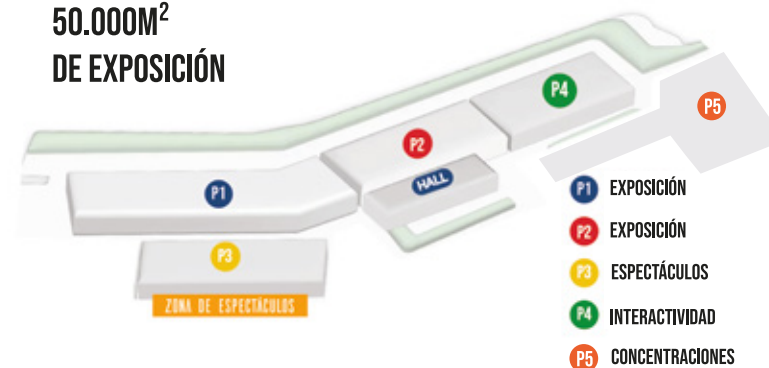 50.000M²
DE EXPOSICIÓN
P4
P5
P2
HALL
P1
P3
ZONA DE ESPECTÁCULOS
P1 EXPOSICIÓN
P2 EXPOSICIÓN
P3 ESPECTÁCULOS
P4 INTERACTIVIDAD
P5 CONCENTRACIONES